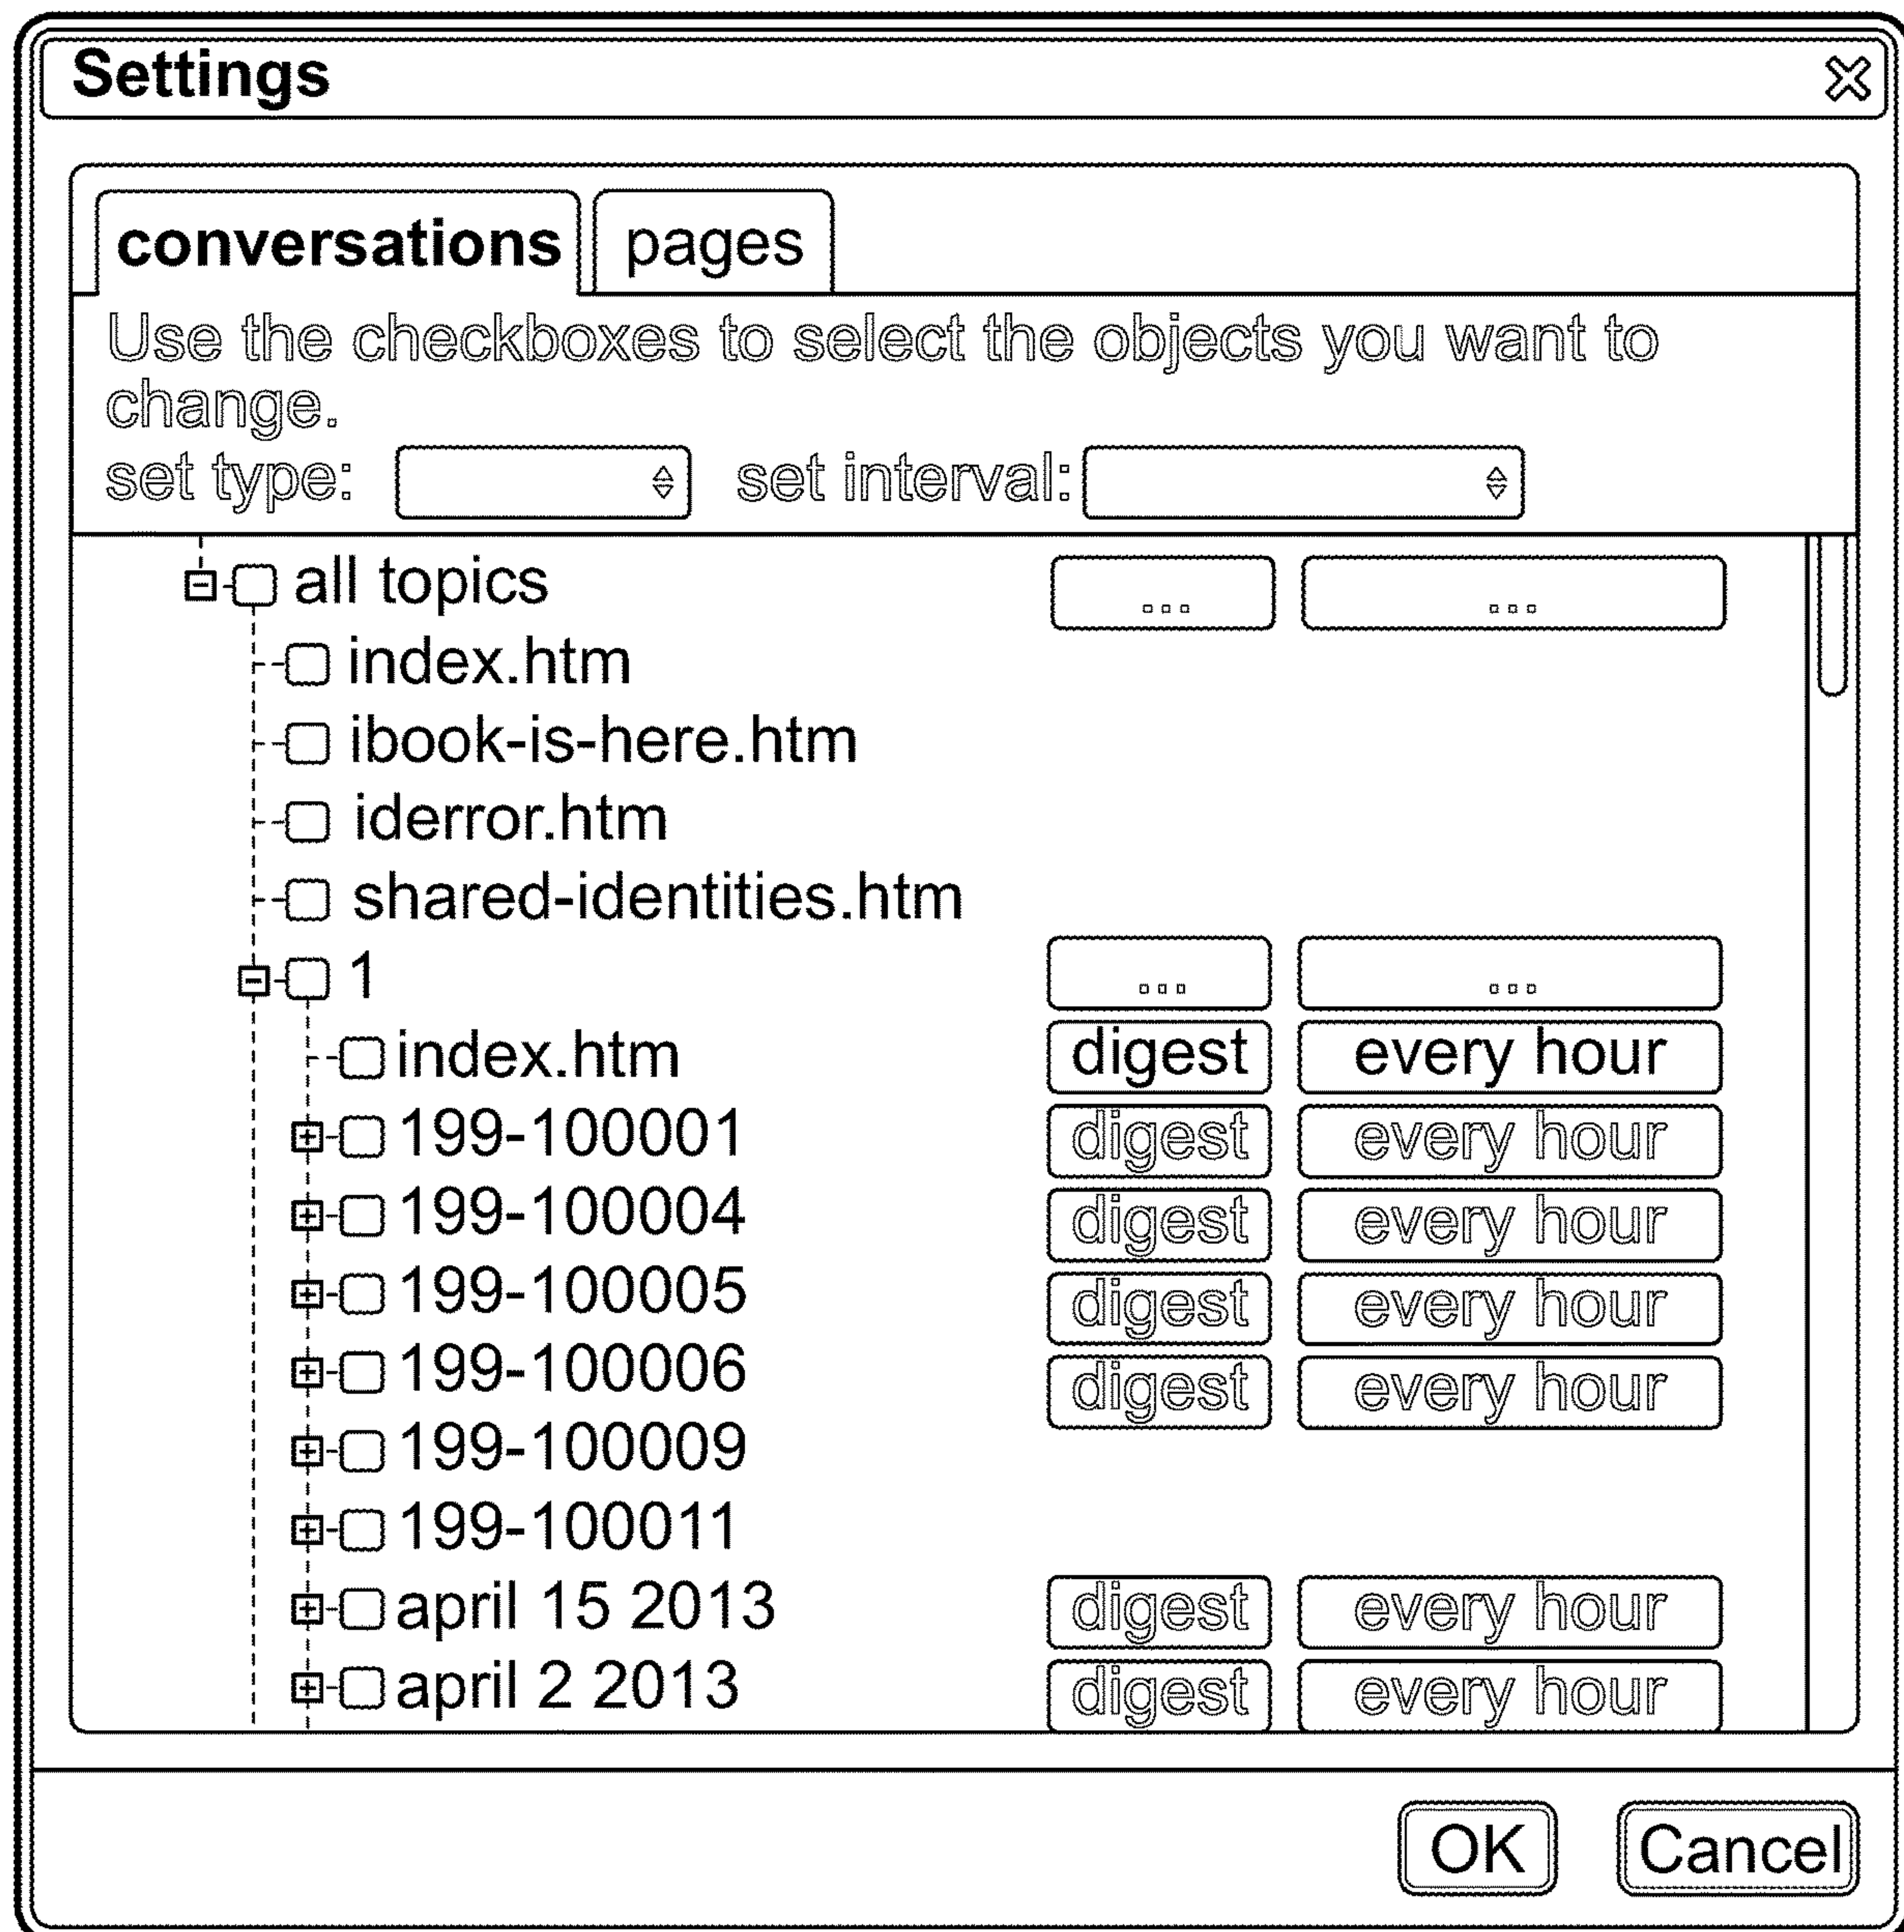 Settings
conversations pages
Use the checkboxes to select the objects you want to
change.
set type: set interval:
all topics ... ...
index.htm
ibook-is-here.htm
iderror.htm
shared-identities.htm
1 ... ...
index.htm digest every hour
199-100001 digest every hour
199-100004 digest every hour
199-100005 digest every hour
199-100006 digest every hour
199-100009
199-100011
april 15 2013 digest every hour
april 2 2013 digest every hour
OK Cancel